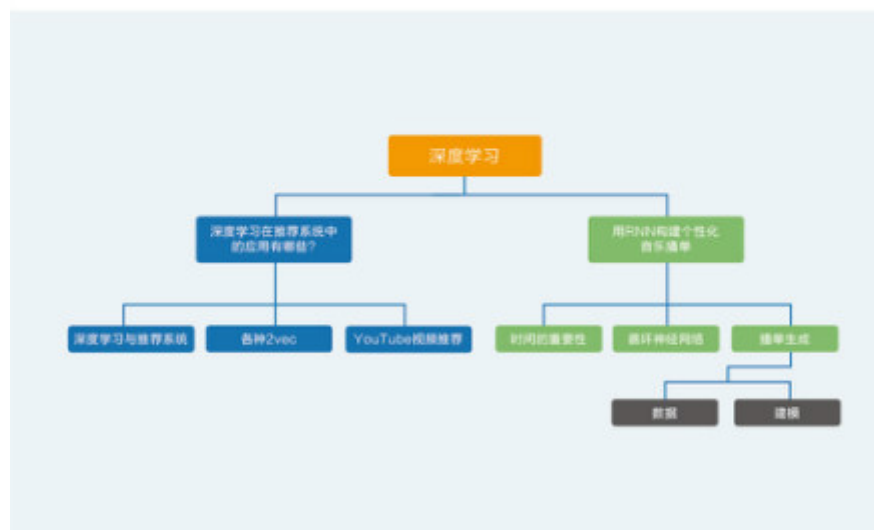 深度学习
深度学习在推荐系统中
的应用有哪些?
用RNN构建个性化
音乐播单
深度学习与推荐系统
各种2vec
YouTube视频推荐
时间的重要性
循环神经网络
播单生成
数据
建模